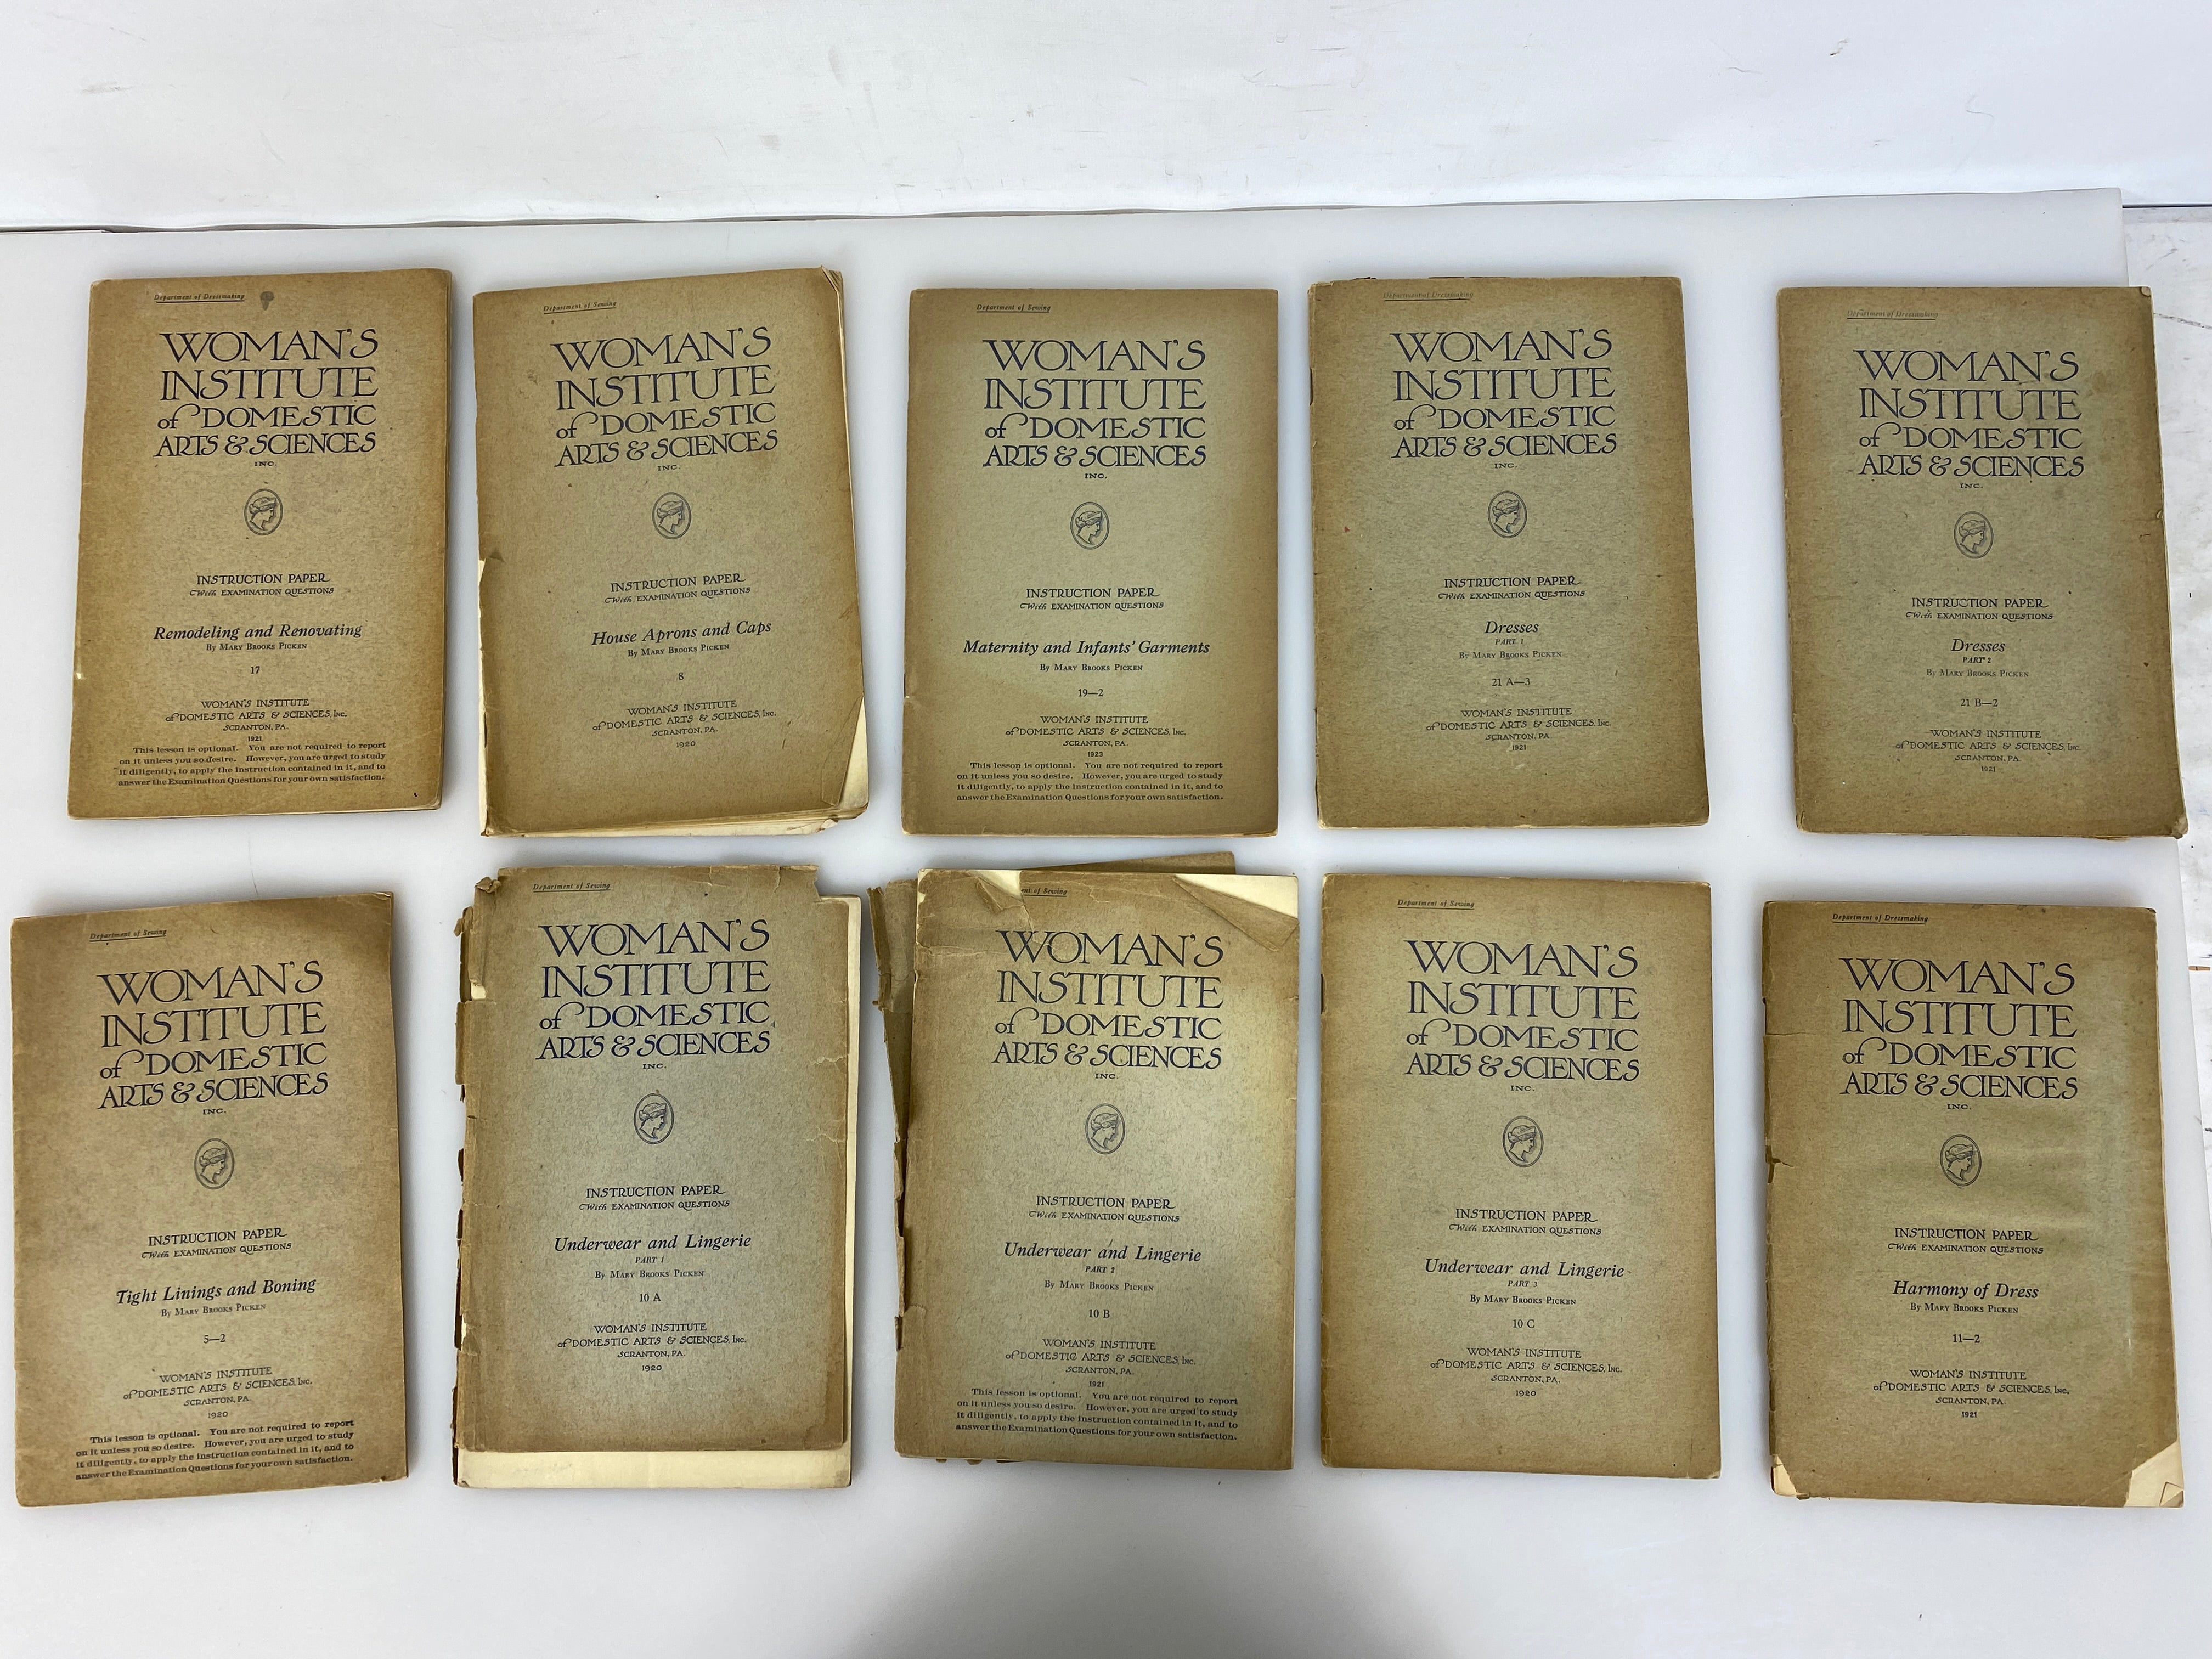 Department of Dressmaking
WOMAN'S
INSTITUTE
of DOMESTIC
ARTS & SCIENCES
INC.
INSTRUCTION PAPER
With EXAMINATION QUESTIONS
Remodeling and Renovating
By MARY BROOKS PICKEN
17
WOMAN'S INSTITUTE
of DOMESTIC ARTS & SCIENCES, Inc.
SCRANTON, PA.
1921
This lesson is optional. You are not required to report
on it unless you so desire. However, you are urged to study
it diligently, to apply the instruction contained in it, and to
answer the Examination Questions for your own satisfaction.
Department of Sewing
WOMAN'S
INSTITUTE
of DOMESTIC
ARTS & SCIENCES
INC.
INSTRUCTION PAPER
With EXAMINATION QUESTIONS
House Aprons and Caps
By MARY BROOKS PICKEN
8
WOMAN'S INSTITUTE
of DOMESTIC ARTS & SCIENCES, Inc.
SCRANTON, PA.
1920
Department of Sewing
WOMAN'S
INSTITUTE
of DOMESTIC
ARTS & SCIENCES
INC.
INSTRUCTION PAPER
With EXAMINATION QUESTIONS
Maternity and Infants' Garments
By MARY BROOKS PICKEN
19—2
WOMAN'S INSTITUTE
of DOMESTIC ARTS & SCIENCES, Inc.
SCRANTON, PA.
1923
This lesson is optional. You are not required to report
on it unless you so desire. However, you are urged to study
it diligently, to apply the instruction contained in it, and to
answer the Examination Questions for your own satisfaction.
Department of Dressmaking
WOMAN'S
INSTITUTE
of DOMESTIC
ARTS & SCIENCES
INC.
INSTRUCTION PAPER
With EXAMINATION QUESTIONS
Dresses
PART 1
By MARY BROOKS PICKEN
21 A—3
WOMAN'S INSTITUTE
of DOMESTIC ARTS & SCIENCES, Inc.
SCRANTON, PA.
1921
Department of Dressmaking
WOMAN'S
INSTITUTE
of DOMESTIC
ARTS & SCIENCES
INC.
INSTRUCTION PAPER
With EXAMINATION QUESTIONS
Dresses
PART 2
By MARY BROOKS PICKEN
21 B—2
WOMAN'S INSTITUTE
of DOMESTIC ARTS & SCIENCES, Inc.
SCRANTON, PA.
1921
Department of Sewing
WOMAN'S
INSTITUTE
of DOMESTIC
ARTS & SCIENCES
INC.
INSTRUCTION PAPER
With EXAMINATION QUESTIONS
Tight Linings and Boning
By MARY BROOKS PICKEN
5—2
WOMAN'S INSTITUTE
of DOMESTIC ARTS & SCIENCES, Inc.
SCRANTON, PA.
1920
This lesson is optional. You are not required to report
on it unless you so desire. However, you are urged to study
it diligently, to apply the instruction contained in it, and to
answer the Examination Questions for your own satisfaction.
Department of Sewing
WOMAN'S
INSTITUTE
of DOMESTIC
ARTS & SCIENCES
INC.
INSTRUCTION PAPER
With EXAMINATION QUESTIONS
Underwear and Lingerie
PART 1
By MARY BROOKS PICKEN
10 A
WOMAN'S INSTITUTE
of DOMESTIC ARTS & SCIENCES, Inc.
SCRANTON, PA.
1920
of Sewing
WOMAN'S
INSTITUTE
of DOMESTIC
ARTS & SCIENCES
INC.
INSTRUCTION PAPER
With EXAMINATION QUESTIONS
Underwear and Lingerie
PART 2
By MARY BROOKS PICKEN
10 B
WOMAN'S INSTITUTE
of DOMESTIC ARTS & SCIENCES, Inc.
SCRANTON, PA.
1921
This lesson is optional. You are not required to report
on it unless you so desire. However, you are urged to study
it diligently, to apply the instruction contained in it, and to
answer the Examination Questions for your own satisfaction.
Department of Sewing
WOMAN'S
INSTITUTE
of DOMESTIC
ARTS & SCIENCES
INC.
INSTRUCTION PAPER
With EXAMINATION QUESTIONS
Underwear and Lingerie
PART 3
By MARY BROOKS PICKEN
10 C
WOMAN'S INSTITUTE
of DOMESTIC ARTS & SCIENCES, Inc.
SCRANTON, PA.
1920
Department of Dressmaking
WOMAN'S
INSTITUTE
of DOMESTIC
ARTS & SCIENCES
INC.
INSTRUCTION PAPER
With EXAMINATION QUESTIONS
Harmony of Dress
By MARY BROOKS PICKEN
11—2
WOMAN'S INSTITUTE
of DOMESTIC ARTS & SCIENCES, Inc.
SCRANTON, PA.
1921